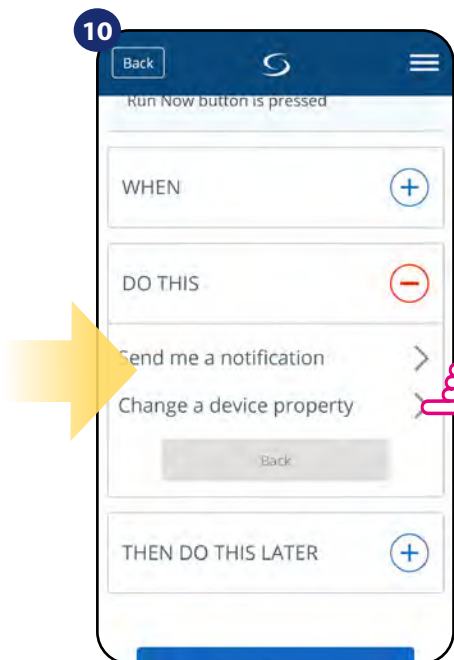 10
Back
Run Now button is pressed
WHEN
DO THIS
Send me a notification
Change a device property
Back
THEN DO THIS LATER